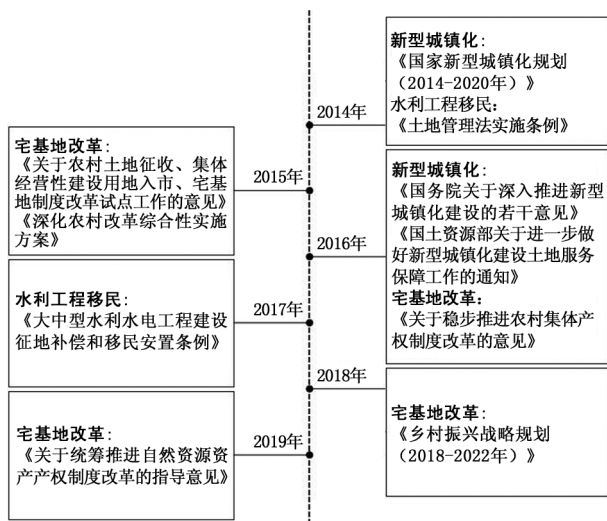 2014年
新型城镇化:
《国家新型城镇化规划
(2014-2020年)》
水利工程移民:
《土地管理法实施条例》
2015年
宅基地改革:
《关于农村土地征收、集体
经营性建设用地入市、宅基
地制度改革试点工作的意见》
《深化农村改革综合性实施
方案》
2016年
新型城镇化:
《国务院关于深入推进新型
城镇化建设的若干意见》
《国土资源部关于进一步做
好新型城镇化建设土地服务
保障工作的通知》
宅基地改革:
《关于稳步推进农村集体产
权制度改革的意见》
2017年
水利工程移民:
《大中型水利水电工程建设
征地补偿和移民安置条例》
2018年
宅基地改革:
《乡村振兴战略规划
(2018-2022年)》
2019年
宅基地改革:
《关于统筹推进自然资源资
产产权制度改革的指导意见》